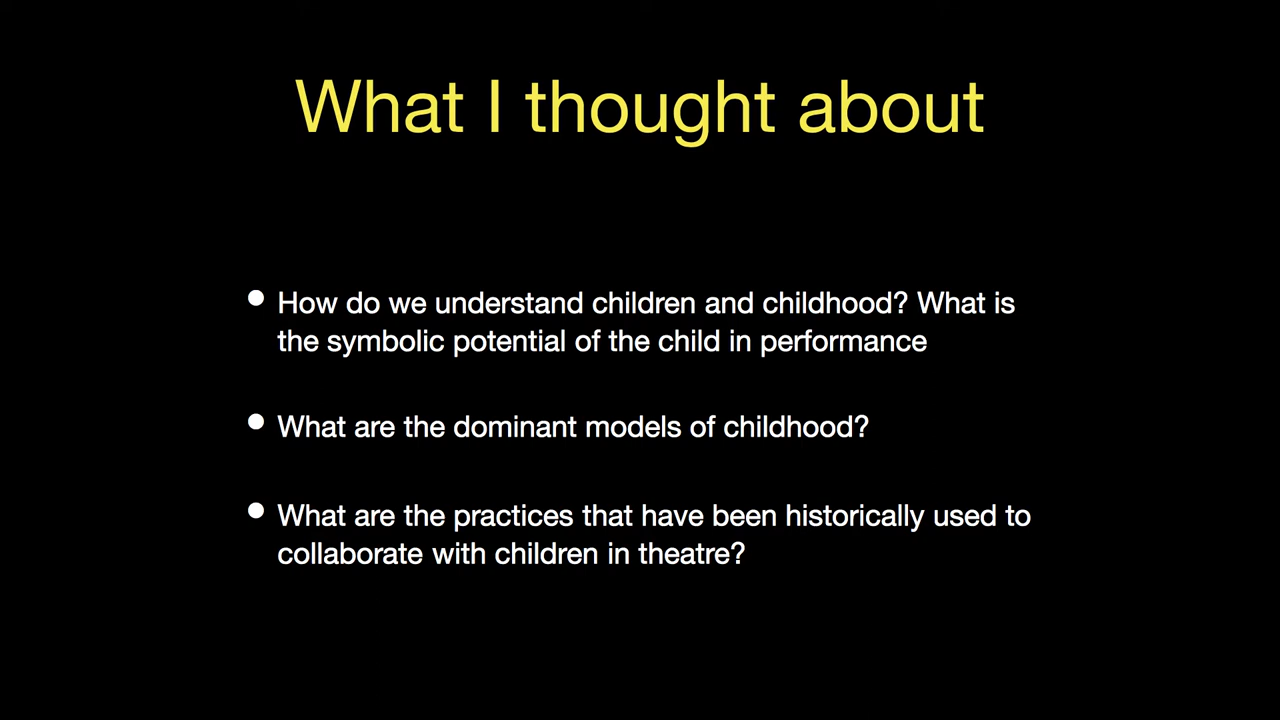 What I thought about
• How do we understand children and childhood? What is
the symbolic potential of the child in performance
• What are the dominant models of childhood?
• What are the practices that have been historically used to
collaborate with children in theatre?